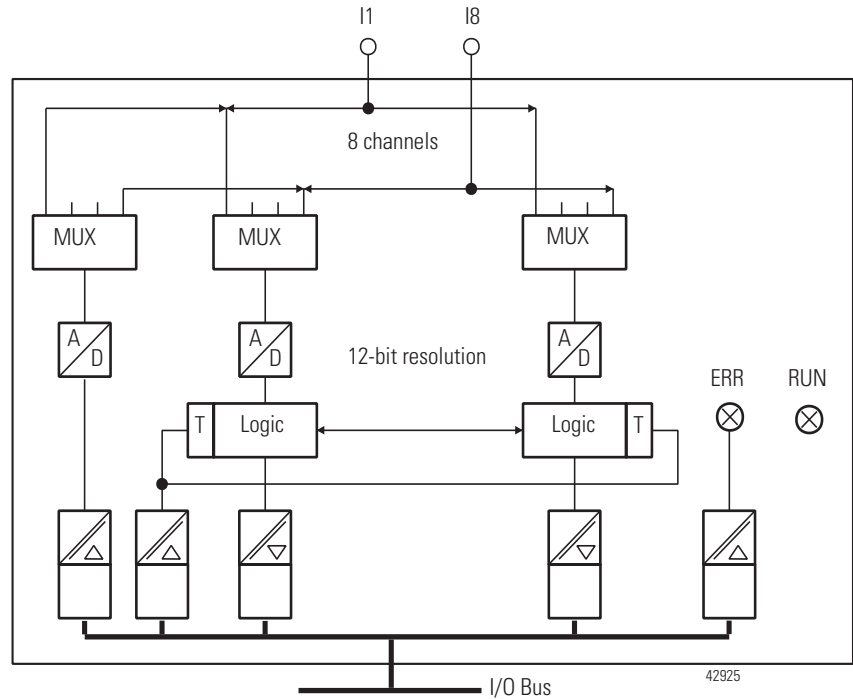 I1 I8
8 channels
MUX MUX MUX
A D A D A D
12-bit resolution
ERR RUN
T Logic Logic T
42925
I/O Bus